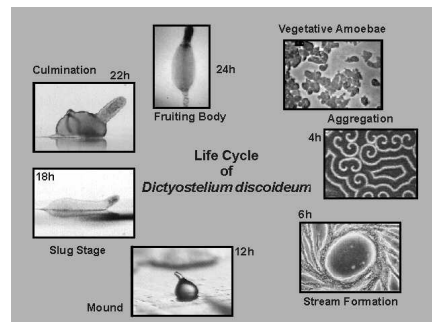 Vegetative Amoebae
Aggregation
4h
6h
Stream Formation
12h
Mound
18h
Slug Stage
Culmination
22h
24h
Fruiting Body
Life Cycle
of
Dictyostelium discoideum